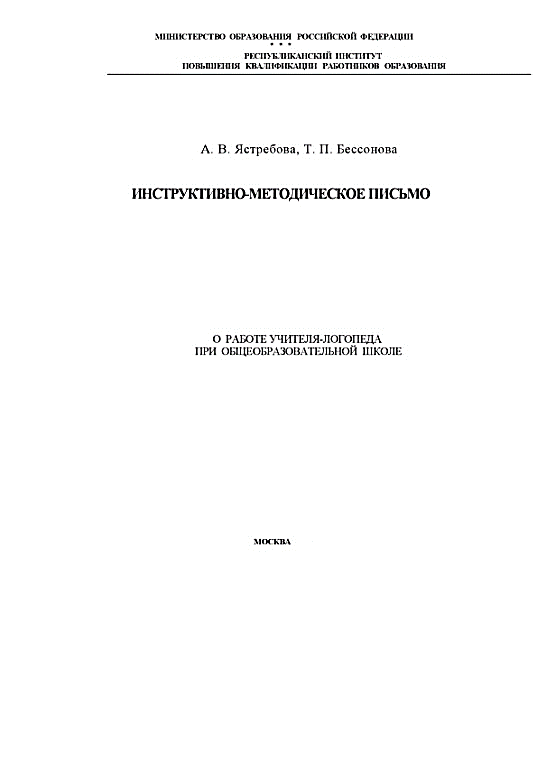 МИНИСТЕРСТВО ОБРАЗОВАНИЯ РОССИЙСКОЙ ФЕДЕРАЦИИ
* * *
РЕСПУБЛИКАНСКИЙ ИНСТИТУТ
ПОВЫШЕНИЯ КВАЛИФИКАЦИИ РАБОТНИКОВ ОБРАЗОВАНИЯ
А. В. Ястребова, Т. П. Бессонова
ИНСТРУКТИВНО-МЕТОДИЧЕСКОЕ ПИСЬМО
О РАБОТЕ УЧИТЕЛЯ-ЛОГОПЕДА
ПРИ ОБЩЕОБРАЗОВАТЕЛЬНОЙ ШКОЛЕ
МОСКВА